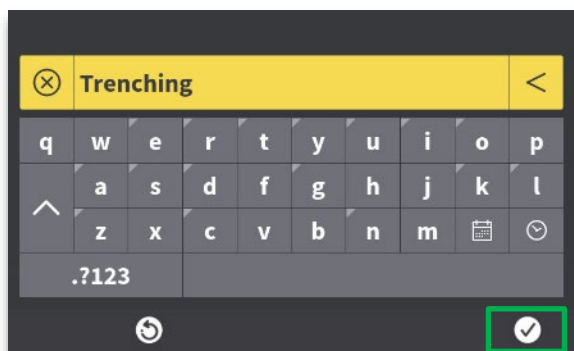 Trenching <
q w e r t y u i o p
a s d f g h j k l
z x c v b n m
.?123